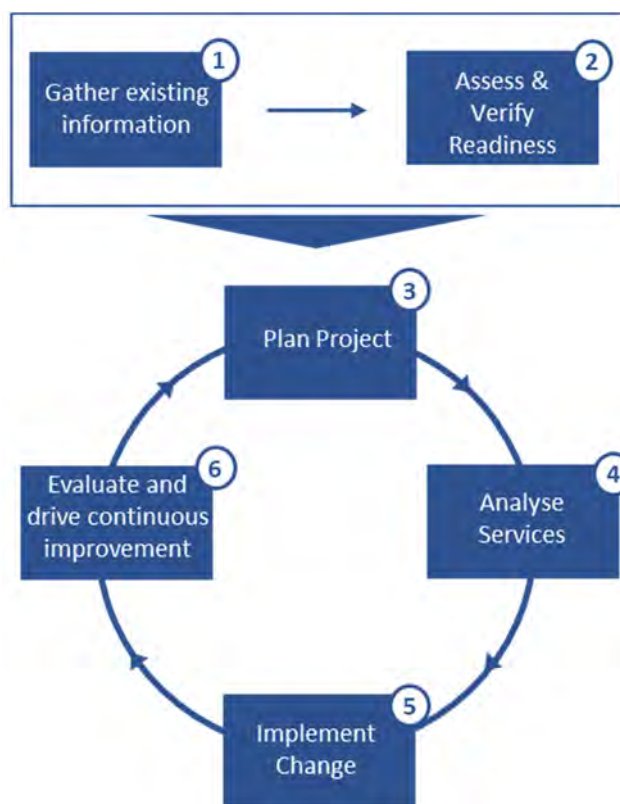 1
Gather existing
information
2
Assess &
Verify
Readiness
3
Plan Project
4
Analyse
Services
5
Implement
Change
6
Evaluate and
drive continuous
improvement